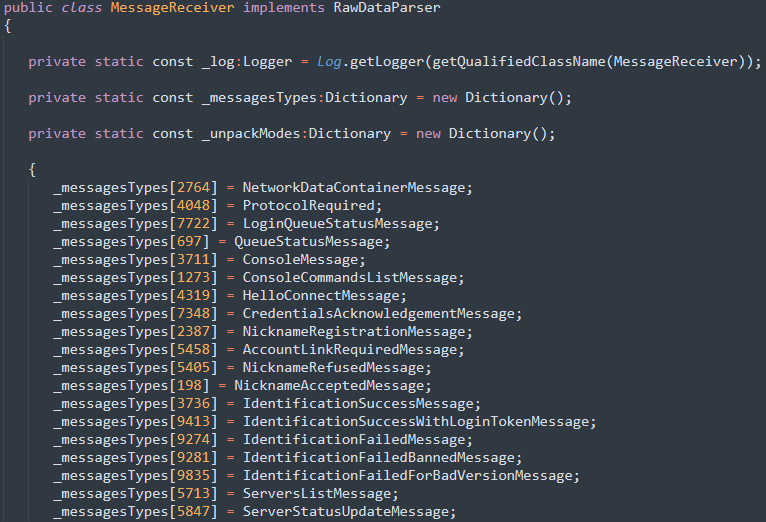 public class MessageReceiver implements RawDataParser
{
private static const _log:Logger = Log.getLogger(getQualifiedClassName(MessageReceiver));
private static const _messagesTypes:Dictionary = new Dictionary();
private static const _unpackModes:Dictionary = new Dictionary();
{
_messagesTypes[2764] = NetworkDataContainerMessage;
_messagesTypes[4048] = ProtocolRequired;
_messagesTypes[7722] = LoginQueueStatusMessage;
_messagesTypes[697] = QueueStatusMessage;
_messagesTypes[3711] = ConsoleMessage;
_messagesTypes[1273] = ConsoleCommandsListMessage;
_messagesTypes[4319] = HelloConnectMessage;
_messagesTypes[7348] = CredentialsAcknowledgementMessage;
_messagesTypes[2387] = NicknameRegistrationMessage;
_messagesTypes[5458] = AccountLinkRequiredMessage;
_messagesTypes[5405] = NicknameRefusedMessage;
_messagesTypes[198] = NicknameAcceptedMessage;
_messagesTypes[3736] = IdentificationSuccessMessage;
_messagesTypes[9413] = IdentificationSuccessWithLoginTokenMessage;
_messagesTypes[9274] = IdentificationFailedMessage;
_messagesTypes[9281] = IdentificationFailedBannedMessage;
_messagesTypes[9835] = IdentificationFailedForBadVersionMessage;
_messagesTypes[5713] = ServersListMessage;
_messagesTypes[5847] = ServerStatusUpdateMessage;